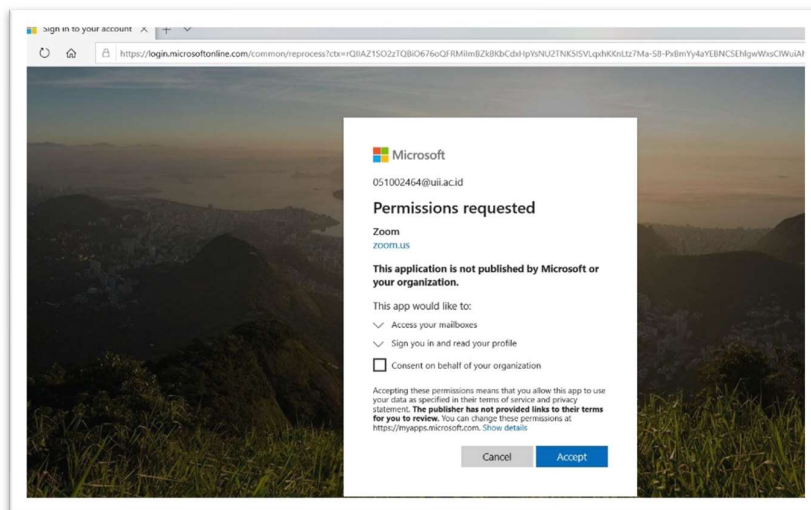 Sign in to your account
https://login.microsoftonline.com/common/reprocess?ctx=
Microsoft
051002464@uii.ac.id
Permissions requested
Zoom
zoom.us
This application is not published by Microsoft or
your organization.
This app would like to:
Access your mailboxes
Sign you in and read your profile
Consent on behalf of your organization
Accepting these permissions means that you allow this app to use
your data as specified in their terms of service and privacy
statement. The publisher has not provided links to their terms
for you to review. You can change these permissions at
https://myapps.microsoft.com. Show details
Cancel Accept